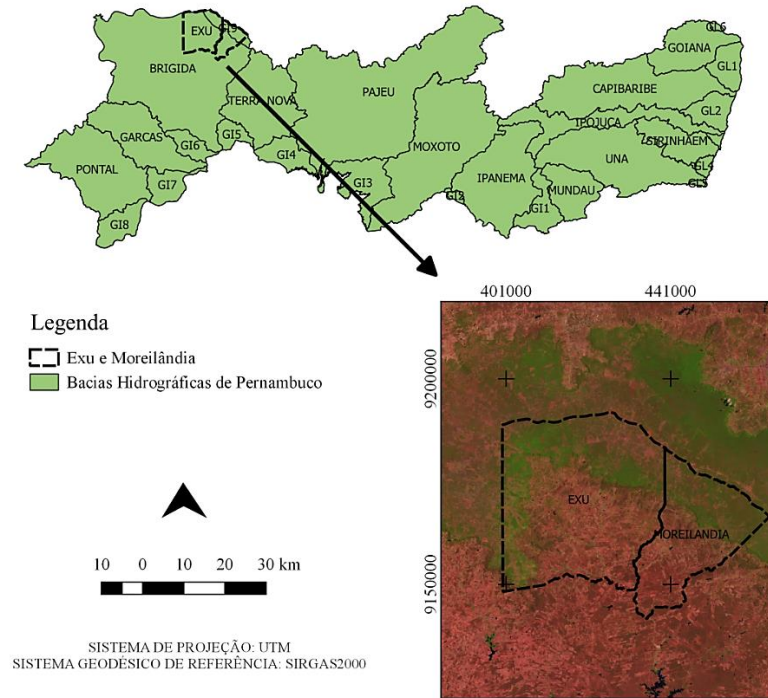 EXU
GI9
BRIGIDA
TERRA NOVA
PAJEU
GARCAS
GI6
GI5
PONTAL
GI7
GI8
GI4
GI3
MOXOTO
GI2
IPANEMA
GI1
MUNDAU
UNA
IPOJUCA
CAPIBARIBE
SIRINHAEM
GOIANA
GL6
GL1
GL2
GL4
GL5
401000
441000
9200000
9150000
EXU
MOREILANDIA
Legenda
Exu e Moreilândia
Bacias Hidrográficas de Pernambuco
10 0 10 20 30 km
SISTEMA DE PROJEÇÃO: UTM
SISTEMA GEODÉSICO DE REFERÊNCIA: SIRGAS2000